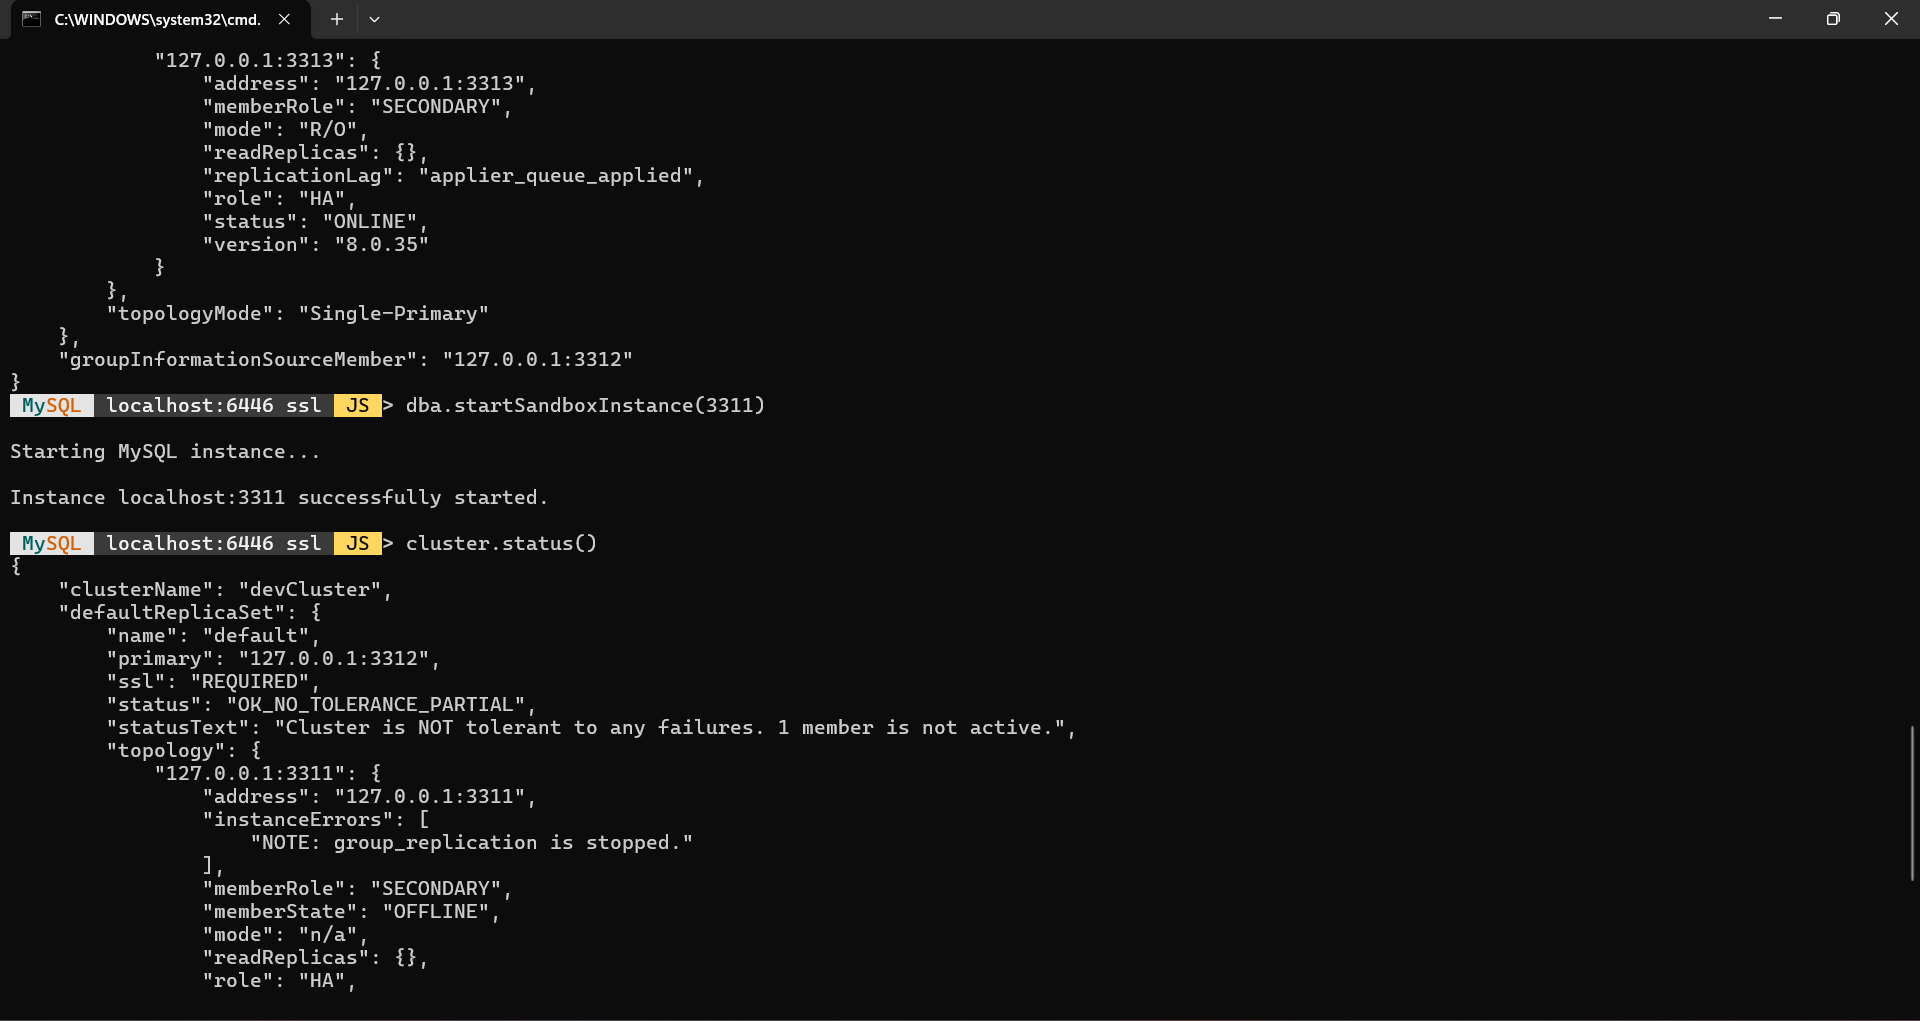 C:\WINDOWS\system32\cmd.
"127.0.0.1:3313": {
"address": "127.0.0.1:3313",
"memberRole": "SECONDARY",
"mode": "R/O",
"readReplicas": {},
"replicationLag": "applier_queue_applied",
"role": "HA",
"status": "ONLINE",
"version": "8.0.35"
}
},
"topologyMode": "Single-Primary"
},
"groupInformationSourceMember": "127.0.0.1:3312"
}
MySQL localhost:6446 ssl JS > dba.startSandboxInstance(3311)
Starting MySQL instance...
Instance localhost:3311 successfully started.
MySQL localhost:6446 ssl JS > cluster.status()
{
"clusterName": "devCluster",
"defaultReplicaSet": {
"name": "default",
"primary": "127.0.0.1:3312",
"ssl": "REQUIRED",
"status": "OK_NO_TOLERANCE_PARTIAL",
"statusText": "Cluster is NOT tolerant to any failures. 1 member is not active.",
"topology": {
"127.0.0.1:3311": {
"address": "127.0.0.1:3311",
"instanceErrors": [
"NOTE: group_replication is stopped."
],
"memberRole": "SECONDARY",
"memberState": "OFFLINE",
"mode": "n/a",
"readReplicas": {},
"role": "HA",